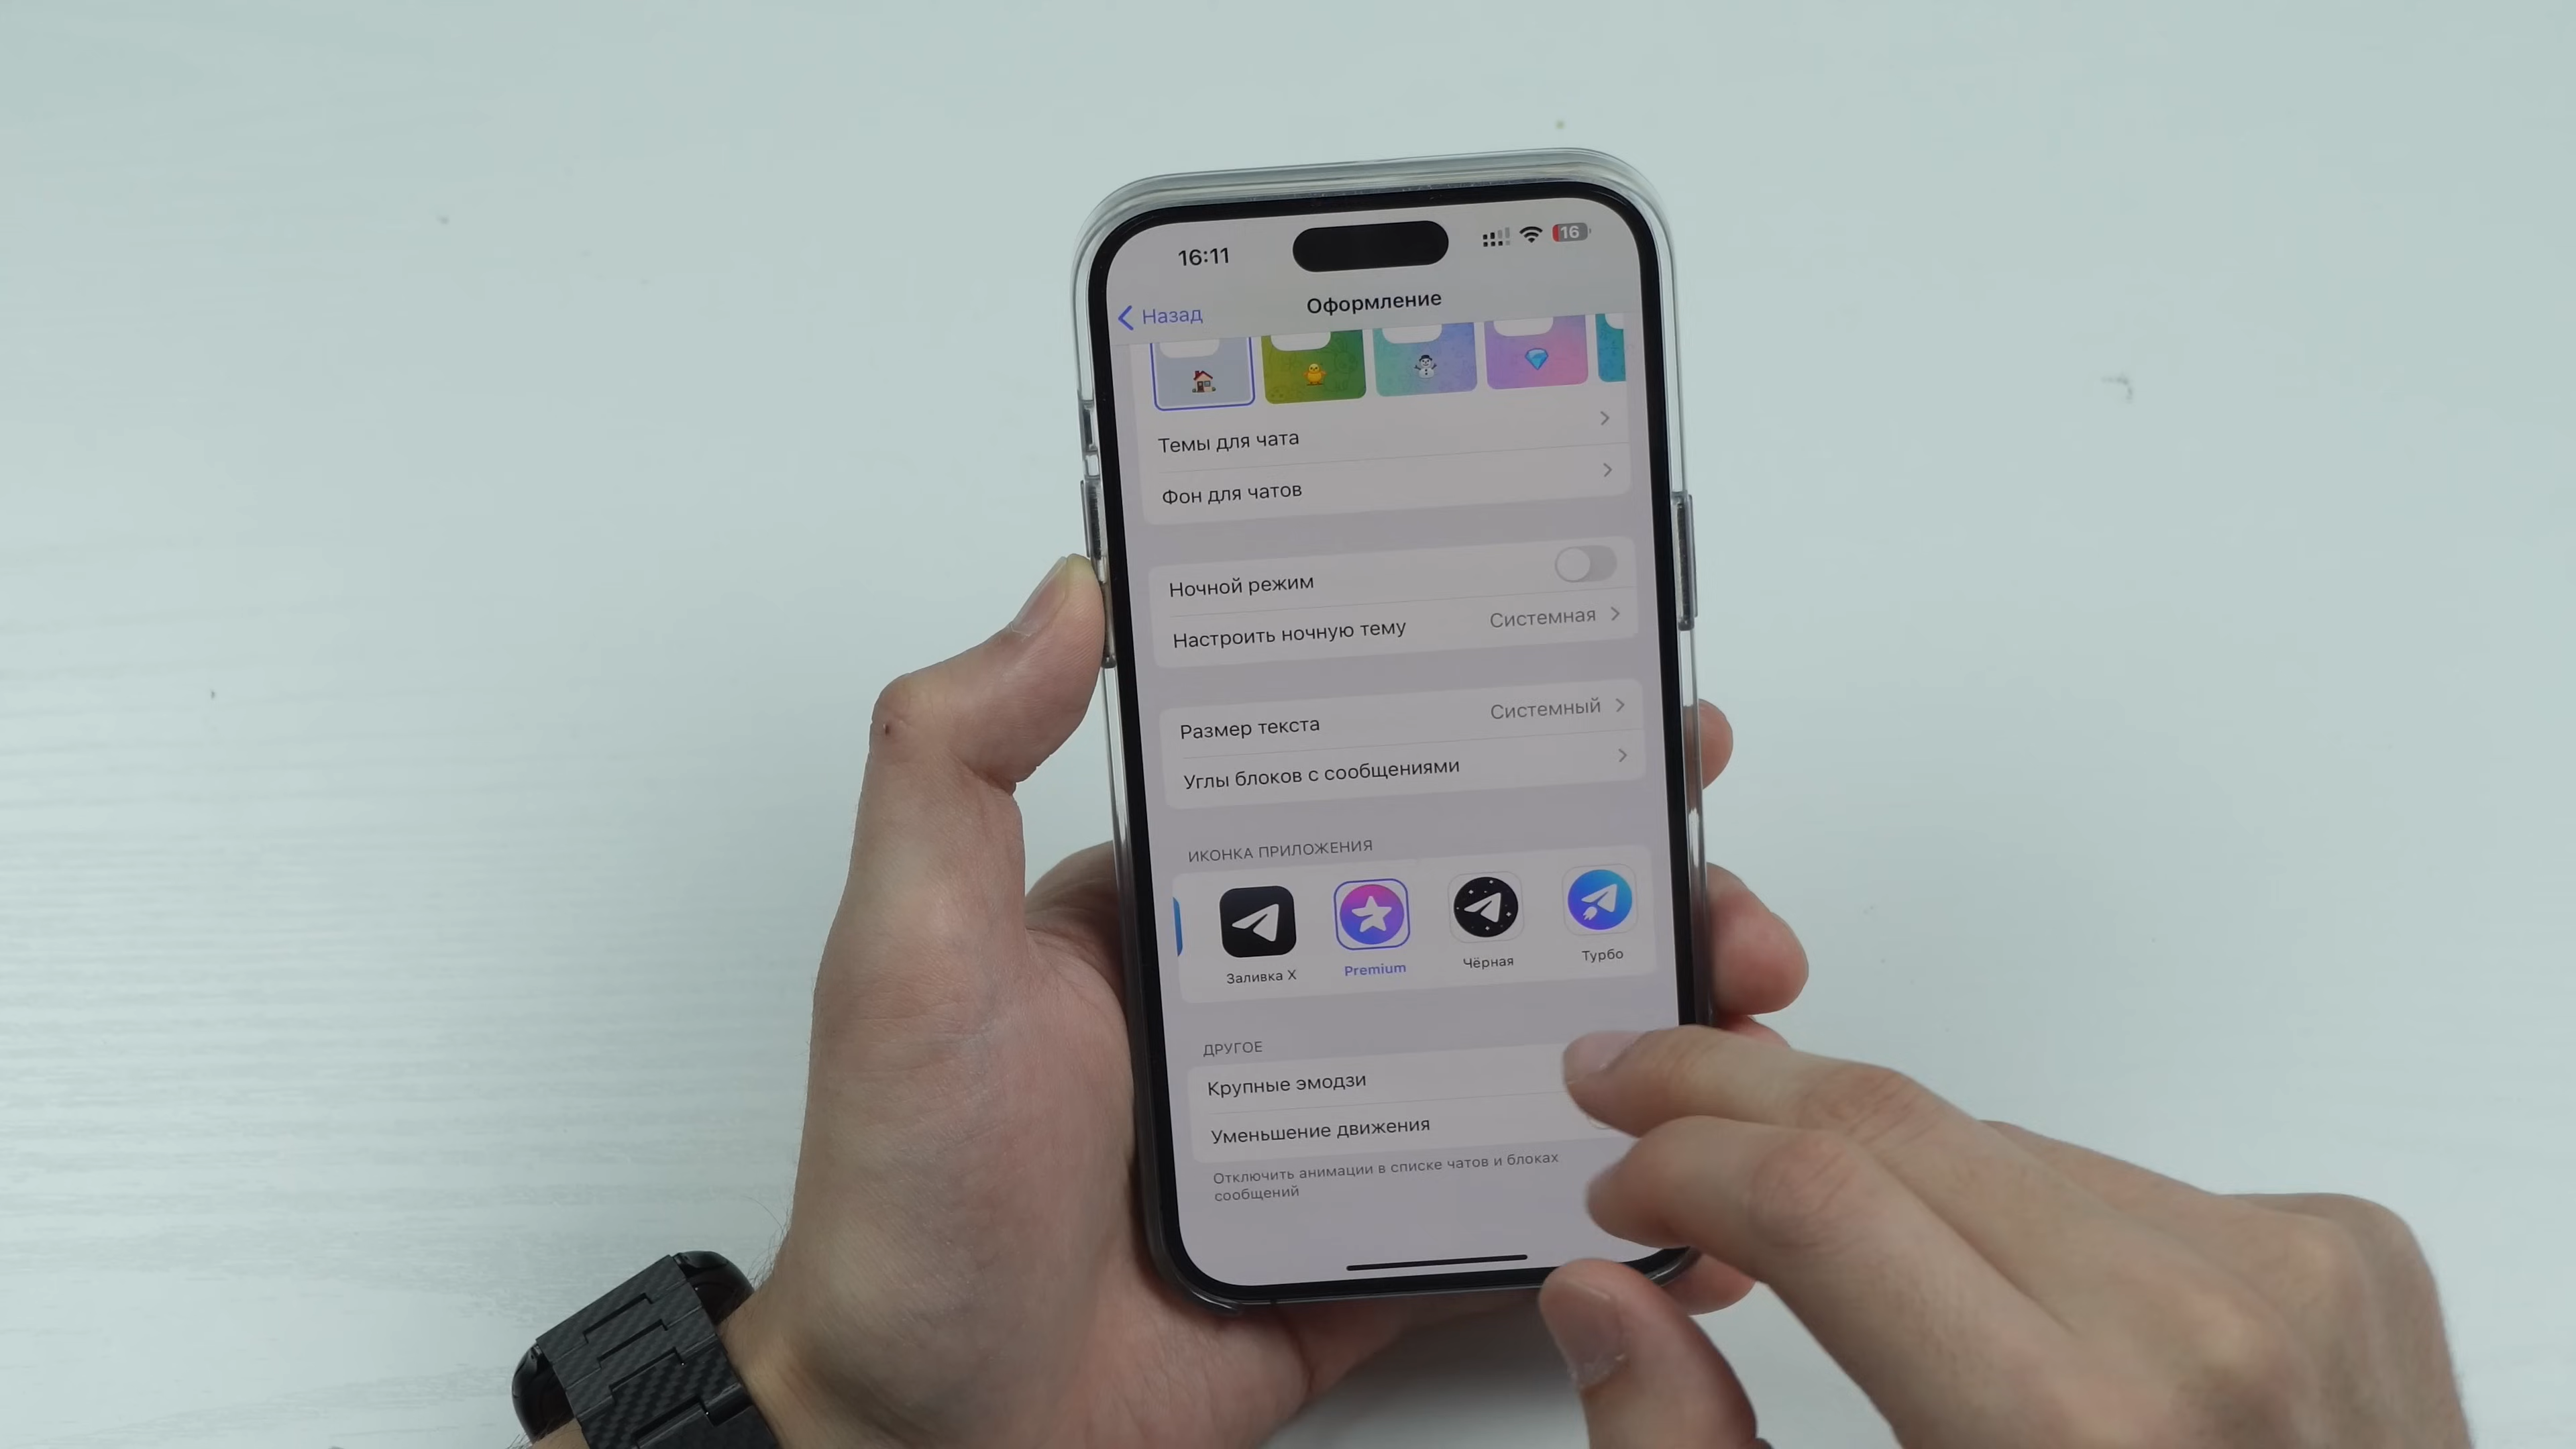 16:11
16
Назад
Оформление
Темы для чата
Фон для чатов
Ночной режим
Настроить ночную тему
Системная
Размер текста
Системный
Углы блоков с сообщениями
ИКОНКА ПРИЛОЖЕНИЯ
Заливка X
Premium
Чёрная
Турбо
ДРУГОЕ
Крупные эмодзи
Уменьшение движения
Отключить анимации в списке чатов и блоках
сообщений